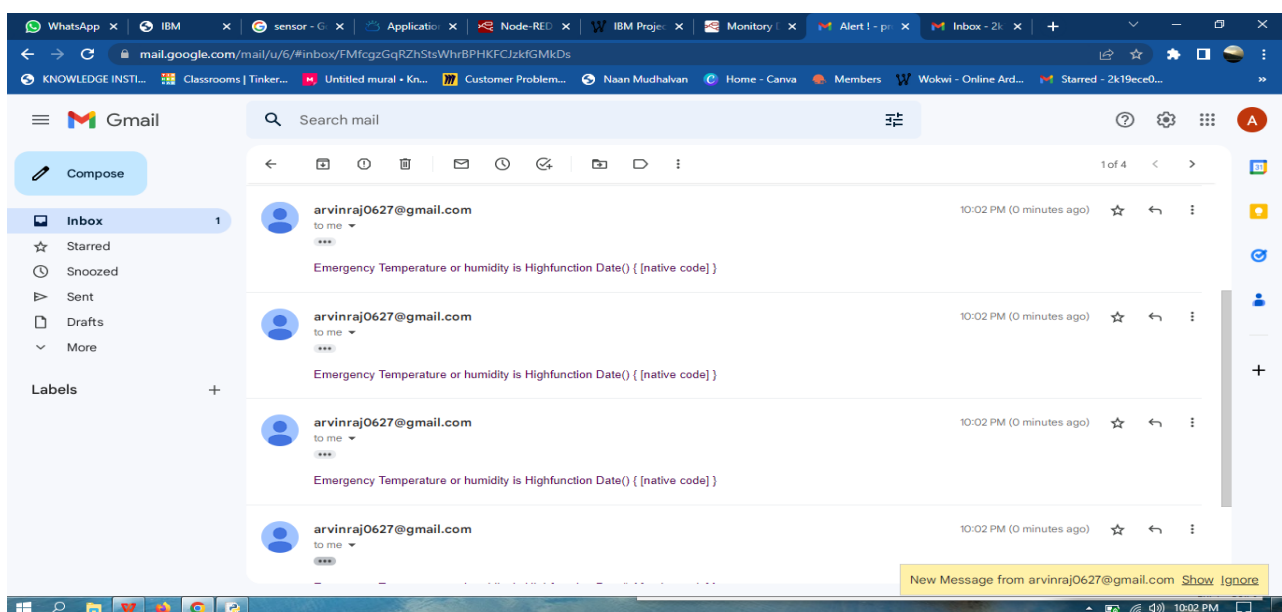 WhatsApp
IBM
sensor - G
Applicatio
Node-RED
IBM Projec
Monitory D
Alert ! - pr
Inbox - 2k
mail.google.com/mail/u/6/#inbox/FMfcgzGqRZhStsWhrBPHKFCJzkfGMkDs
KNOWLEDGE INSTI...
Classrooms | Tinker...
Untitled mural • Kn...
Customer Problem...
Naan Mudhalvan
Home - Canva
Members
Wokwi - Online Ard...
Starred - 2k19ece0...
Gmail
Search mail
A
Compose
1 of 4
31
Inbox 1
Starred
Snoozed
Sent
Drafts
More
Labels
arvinraj0627@gmail.com 10:02 PM (0 minutes ago)
to me
Emergency Temperature or humidity is Highfunction Date() { [native code] }
arvinraj0627@gmail.com 10:02 PM (0 minutes ago)
to me
Emergency Temperature or humidity is Highfunction Date() { [native code] }
arvinraj0627@gmail.com 10:02 PM (0 minutes ago)
to me
Emergency Temperature or humidity is Highfunction Date() { [native code] }
arvinraj0627@gmail.com 10:02 PM (0 minutes ago)
to me
New Message from arvinraj0627@gmail.com Show Ignore
10:02 PM